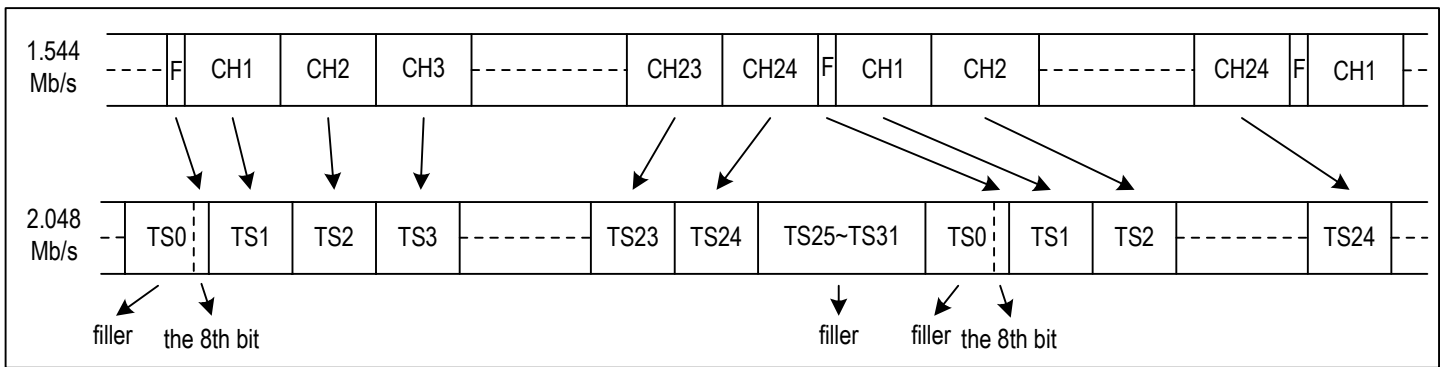 1.544
Mb/s
F CH1 CH2 CH3 CH23 CH24 F CH1 CH2 CH24 F CH1
2.048
Mb/s
TS0 TS1 TS2 TS3 TS23 TS24 TS25~TS31 TS0 TS1 TS2 TS24
filler the 8th bit filler filler the 8th bit